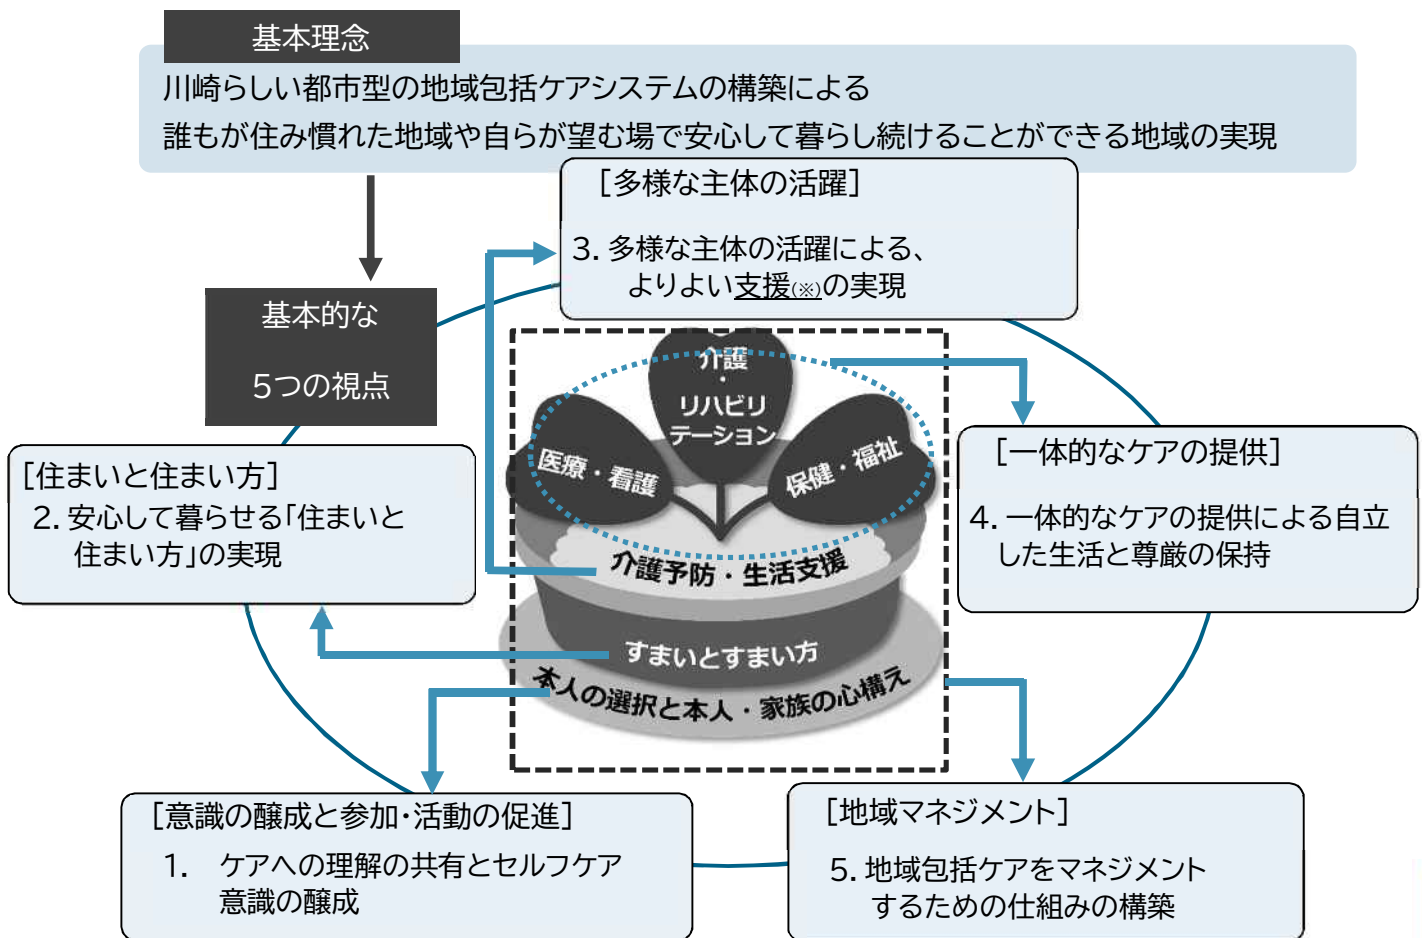 基本理念
川崎らしい都市型の地域包括ケアシステムの構築による
誰もが住み慣れた地域や自らが望む場で安心して暮らし続けることができる地域の実現
[多様な主体の活躍]
3. 多様な主体の活躍による、
よりよい支援(※)の実現
基本的な
5つの視点
介護
・
リハビリ
テーション
医療・看護
保健・福祉
介護予防・生活支援
すまいとすまい方
本人の選択と本人・家族の心構え
[住まいと住まい方]
2. 安心して暮らせる「住まいと
住まい方」の実現
[一体的なケアの提供]
4. 一体的なケアの提供による自立
した生活と尊厳の保持
[意識の醸成と参加・活動の促進]
1. ケアへの理解の共有とセルフケア
意識の醸成
[地域マネジメント]
5. 地域包括ケアをマネジメント
するための仕組みの構築